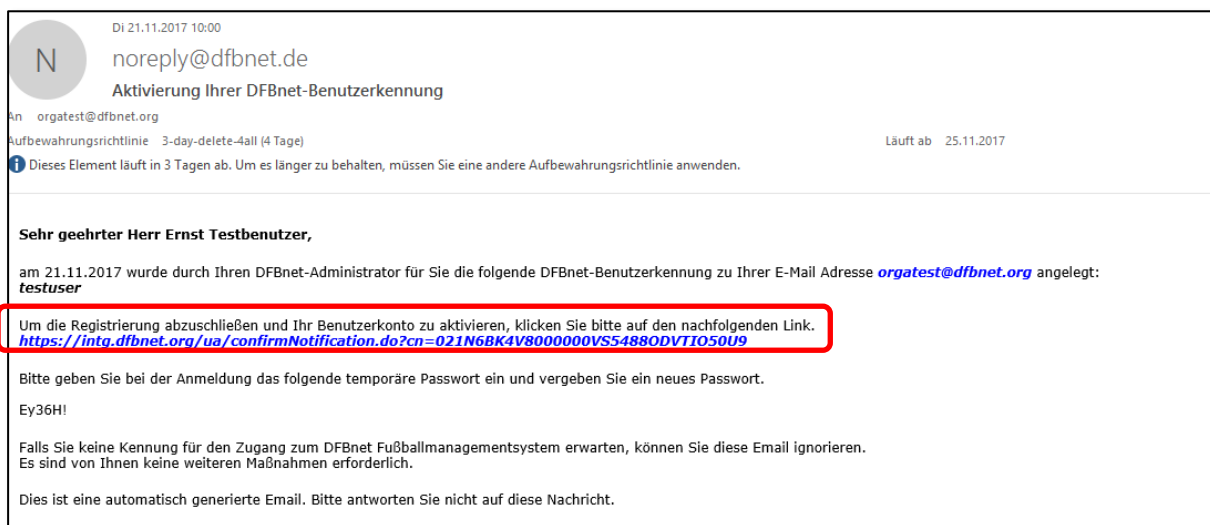 Di 21.11.2017 10:00
N
noreply@dfbnet.de
Aktivierung Ihrer DFBnet-Benutzerkennung
An orgatest@dfbnet.org
Aufbewahrungsrichtlinie 3-day-delete-4all (4 Tage) Läuft ab 25.11.2017
Dieses Element läuft in 3 Tagen ab. Um es länger zu behalten, müssen Sie eine andere Aufbewahrungsrichtlinie anwenden.
Sehr geehrter Herr Ernst Testbenutzer,
am 21.11.2017 wurde durch Ihren DFBnet-Administrator für Sie die folgende DFBnet-Benutzerkennung zu Ihrer E-Mail Adresse orgatest@dfbnet.org angelegt:
testuser
Um die Registrierung abzuschließen und Ihr Benutzerkonto zu aktivieren, klicken Sie bitte auf den nachfolgenden Link.
https://intg.dfbnet.org/ua/confirmNotification.do?cn=021N6BK4V8000000VS5488ODVTIO50U9
Bitte geben Sie bei der Anmeldung das folgende temporäre Passwort ein und vergeben Sie ein neues Passwort.
Ey36H!
Falls Sie keine Kennung für den Zugang zum DFBnet Fußballmanagementsystem erwarten, können Sie diese Email ignorieren.
Es sind von Ihnen keine weiteren Maßnahmen erforderlich.
Dies ist eine automatisch generierte Email. Bitte antworten Sie nicht auf diese Nachricht.